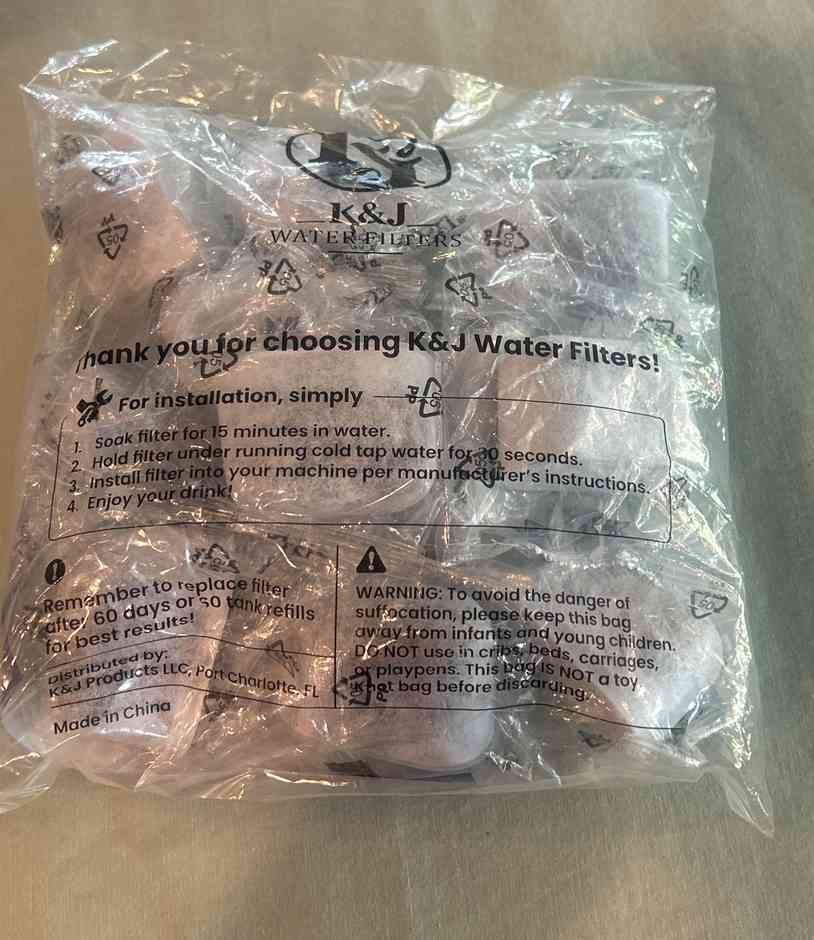 K&J
WATER FILTERS
Thank you for choosing K&J Water Filters!
For installation, simply
1. Soak filter for 15 minutes in water.
2. Hold filter under running cold tap water for 30 seconds.
3. Install filter into your machine per manufacturer's instructions.
4. Enjoy your drink!
Remember to replace filter
after 60 days or 60 tank refills
for best results!
Distributed by:
K&J Products LLC, Port Charlotte, FL
Made in China
WARNING: To avoid the danger of
suffocation, please keep this bag
away from infants and young children.
DO NOT use in cribs, beds, carriages,
or playpens. This bag IS NOT a toy
Knot bag before discarding.